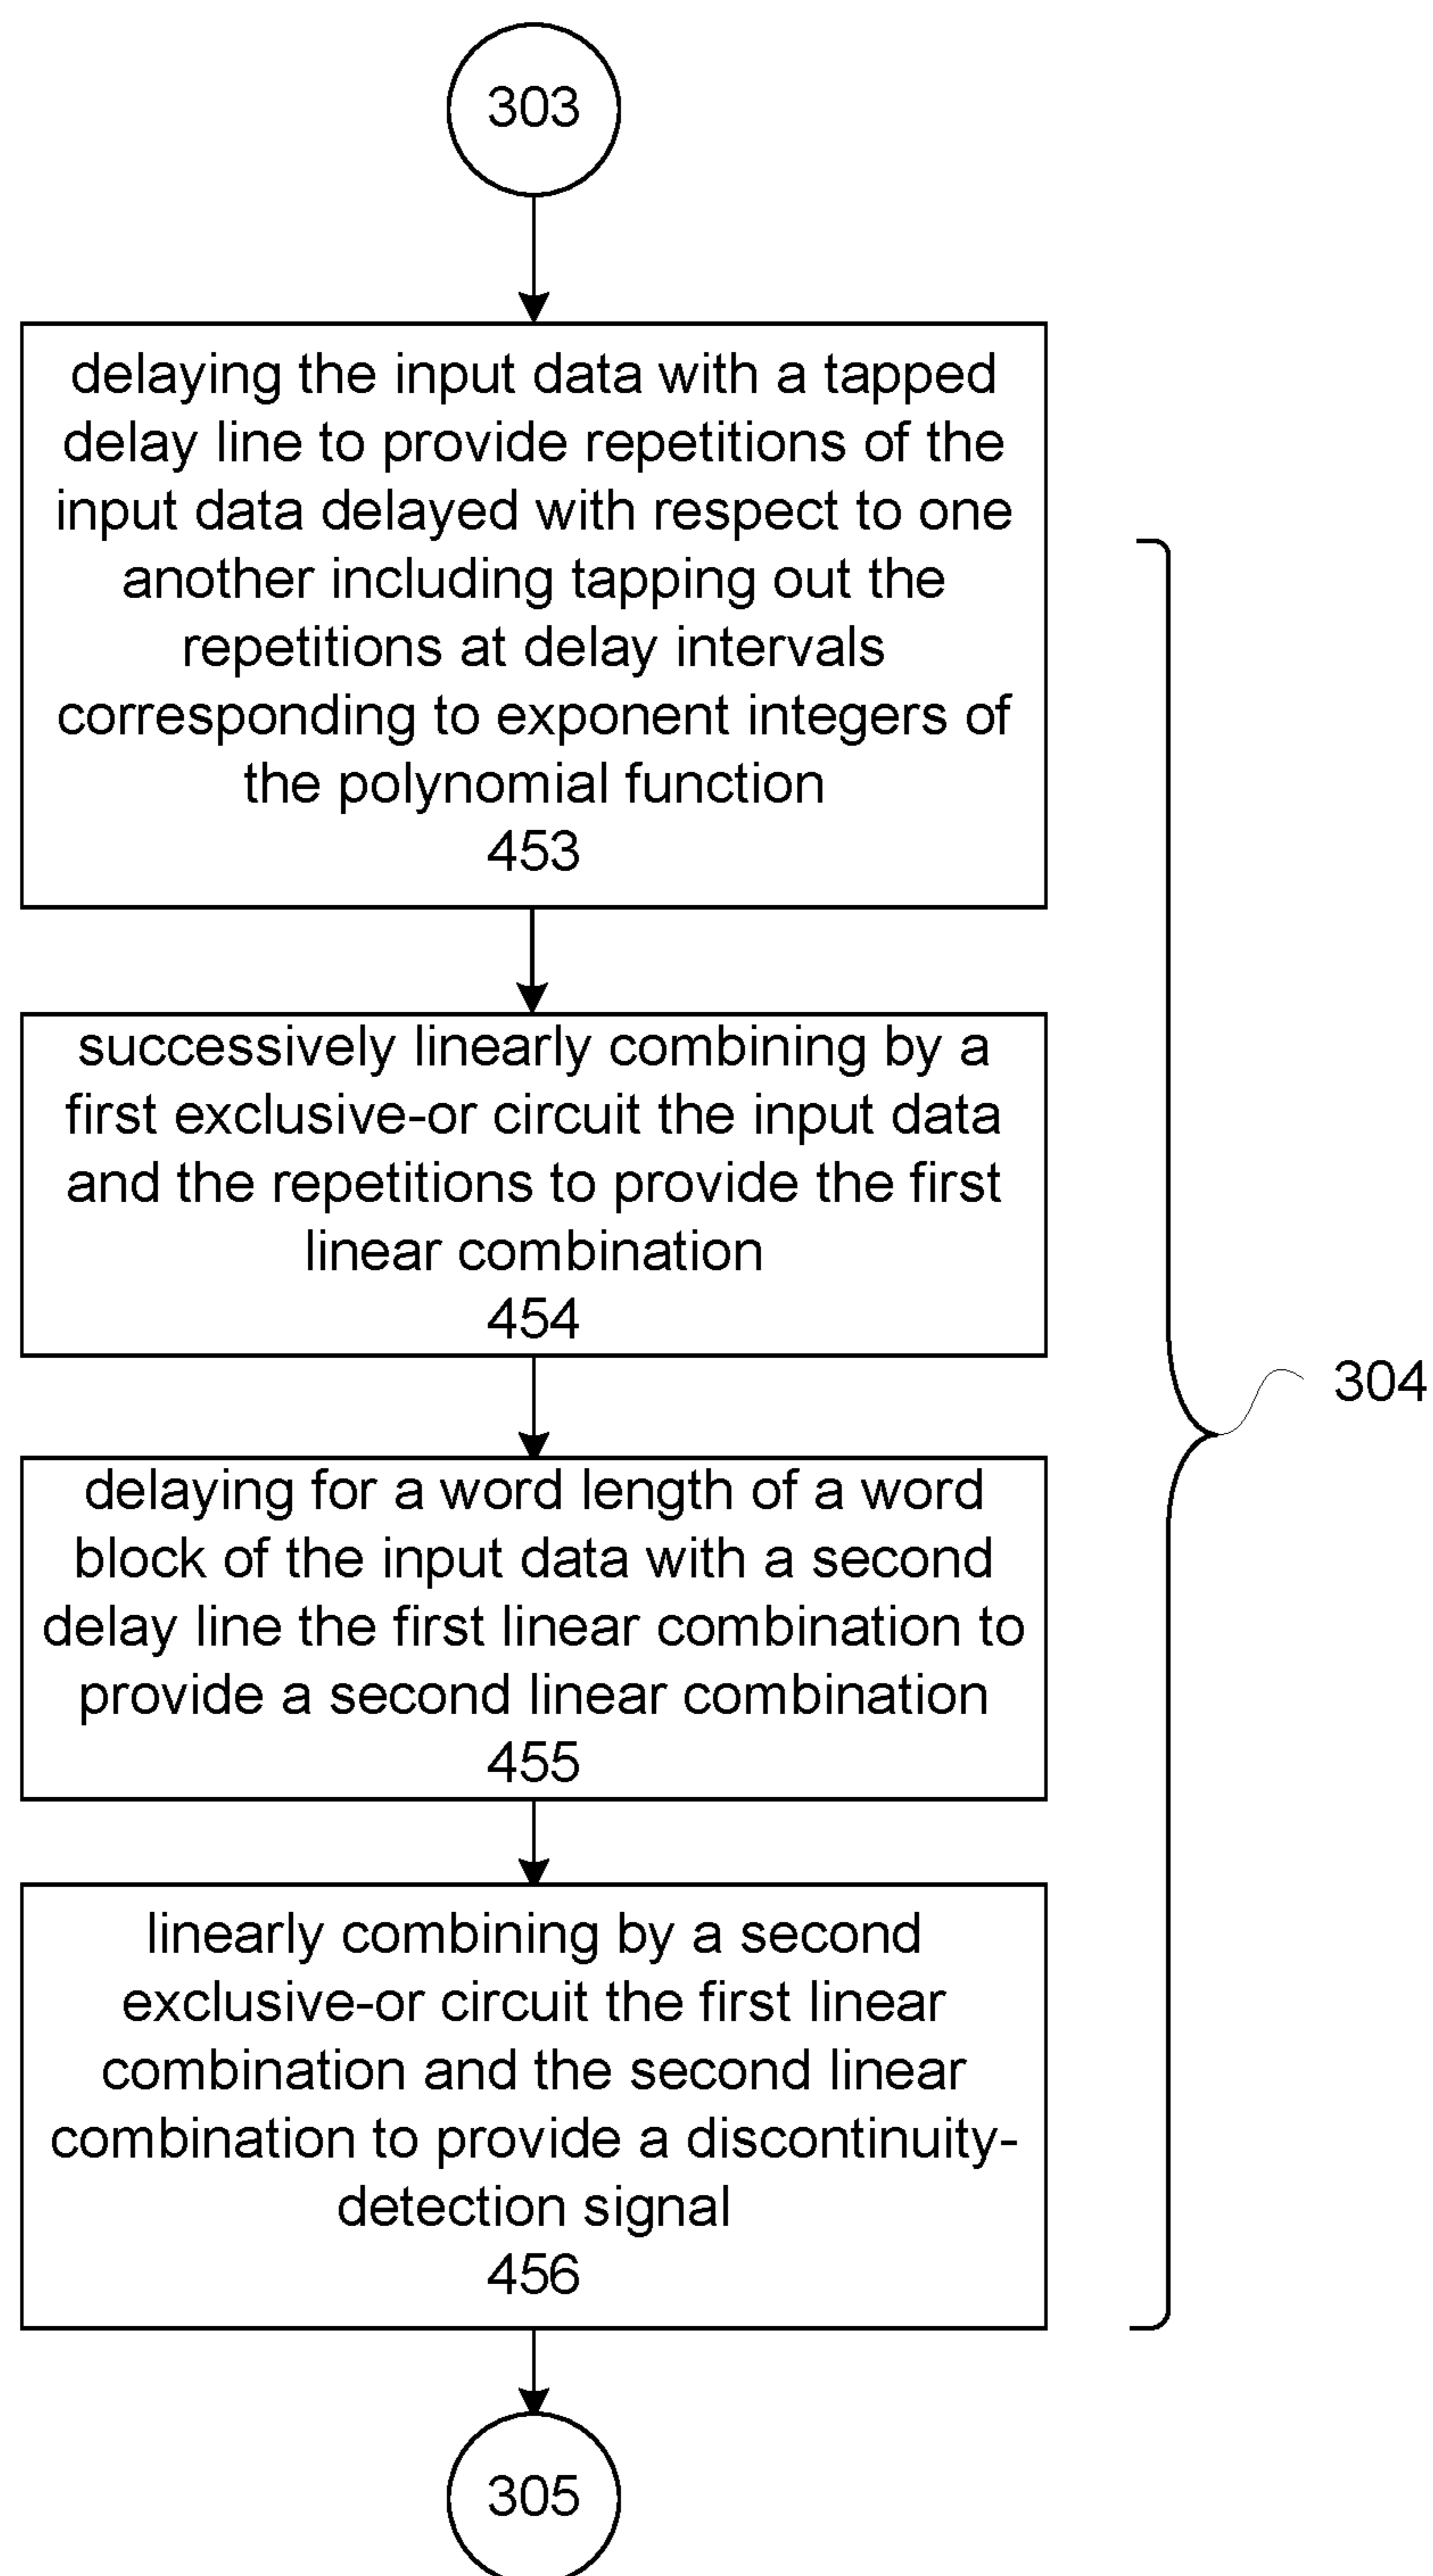 303
delaying the input data with a tapped
delay line to provide repetitions of the
input data delayed with respect to one
another including tapping out the
repetitions at delay intervals
corresponding to exponent integers of
the polynomial function
453
successively linearly combining by a
first exclusive-or circuit the input data
and the repetitions to provide the first
linear combination
454
304
delaying for a word length of a word
block of the input data with a second
delay line the first linear combination to
provide a second linear combination
455
linearly combining by a second
exclusive-or circuit the first linear
combination and the second linear
combination to provide a discontinuity-
detection signal
456
305